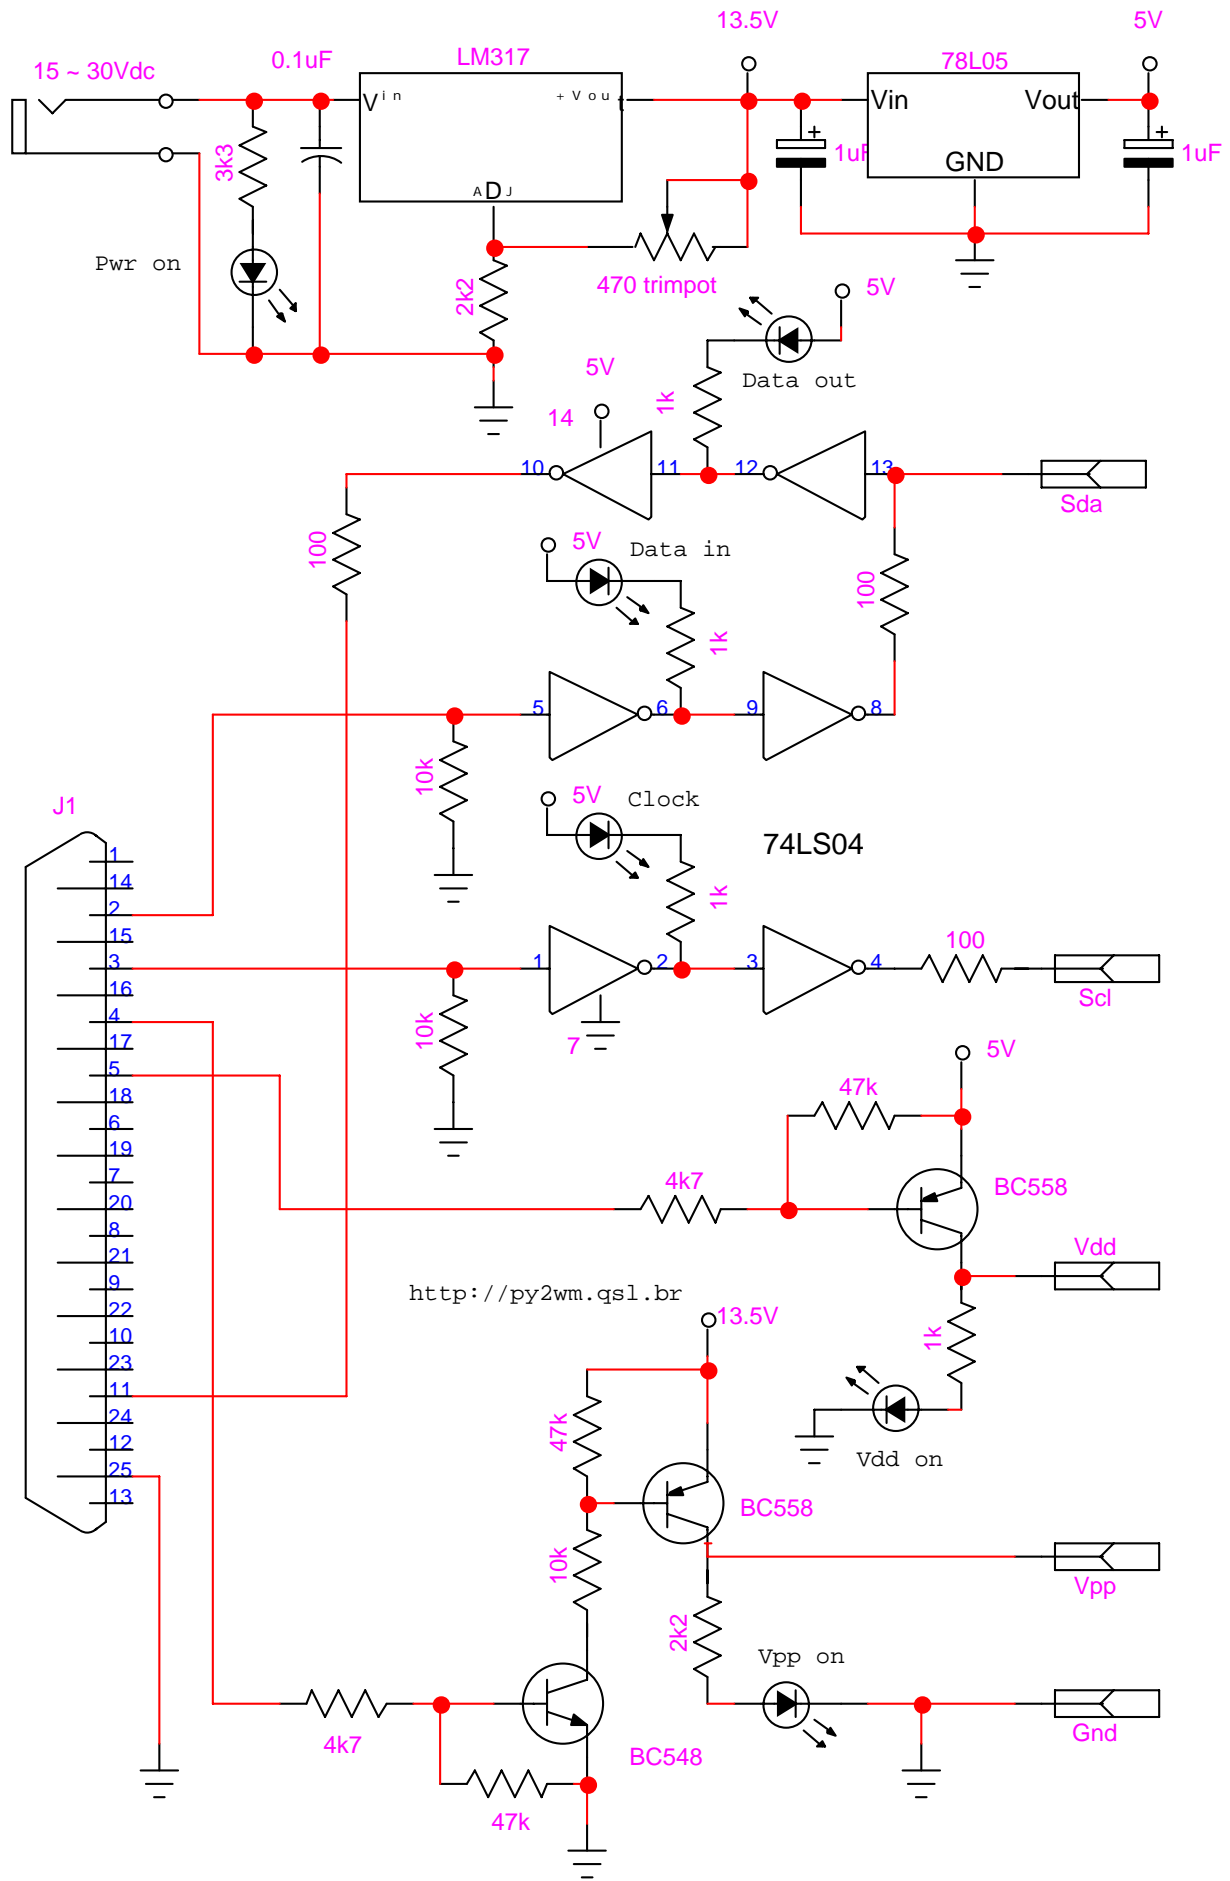 13.5V
5V
15 ~ 30Vdc
0.1uF
LM317
78L05
Vin
+Vout
Vin
Vout
3k3
1uF
1uF
GND
ADJ
Pwr on
2k2
470 trimpot
5V
Data out
5V
1k
14
10
11
12
13
Sda
100
5V
Data in
100
1k
5
6
9
8
10k
J1
5V
Clock
74LS04
1k
1
14
2
15
3
16
4
17
5
18
6
19
7
20
8
21
9
22
10
23
11
24
12
25
13
1
2
3
4
100
Scl
10k
7
5V
47k
4k7
BC558
Vdd
http://py2wm.qsl.br
13.5V
1k
47k
Vdd on
BC558
10k
Vpp
2k2
Vpp on
4k7
BC548
Gnd
47k